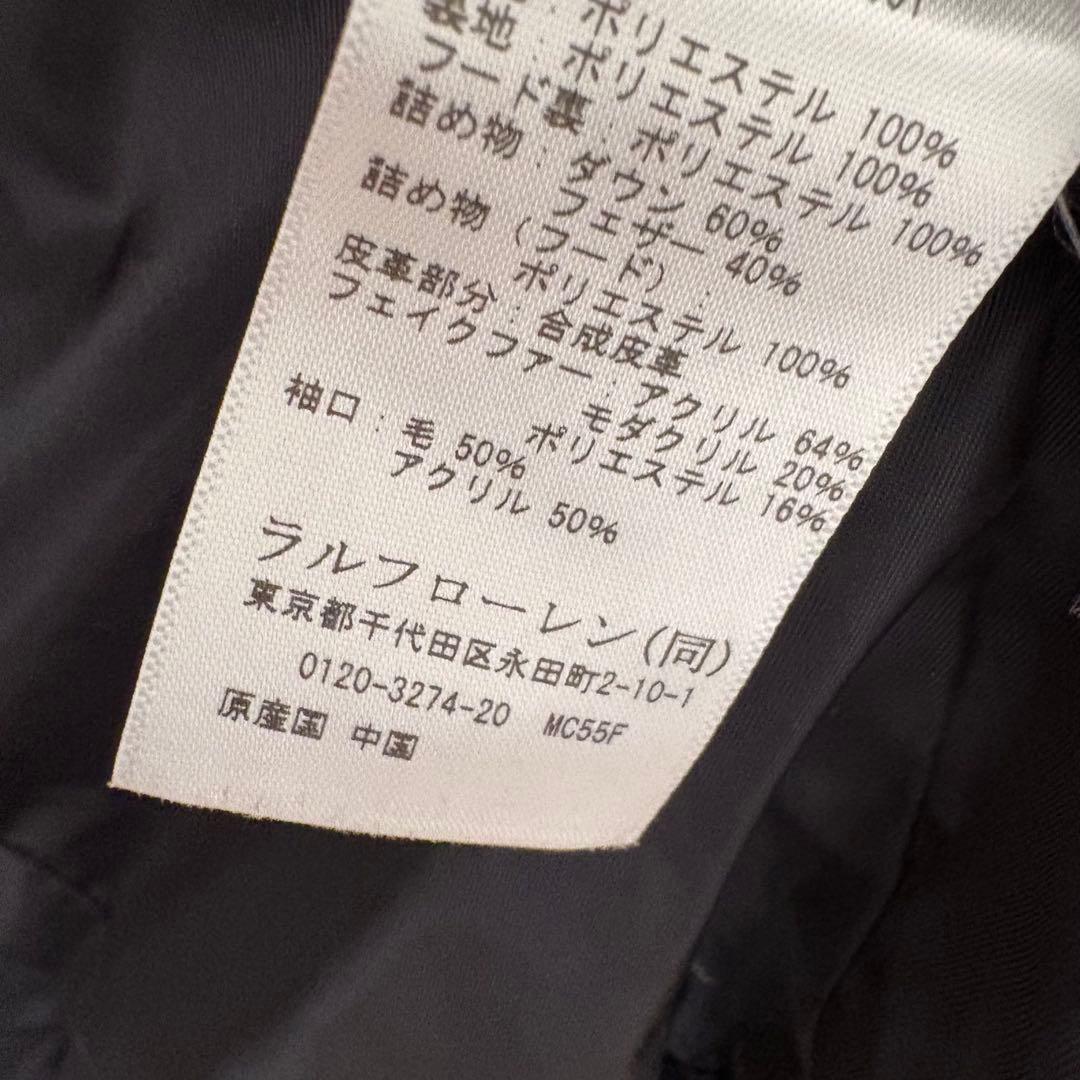 ポリエステル 100%
裏地：ポリエステル 100%
フード裏：ポリエステル 100%
詰め物：ダウン 60%
フェザー 40%
詰め物（フード）：
ポリエステル 100%
皮革部分：合成皮革
フェイクファー：アクリル 64%
モダクリル 20%
ポリエステル 16%
袖口：毛 50%
アクリル 50%
ラルフローレン(同)
東京都千代田区永田町2-10-1
0120-3274-20 MC55F
原産国 中国